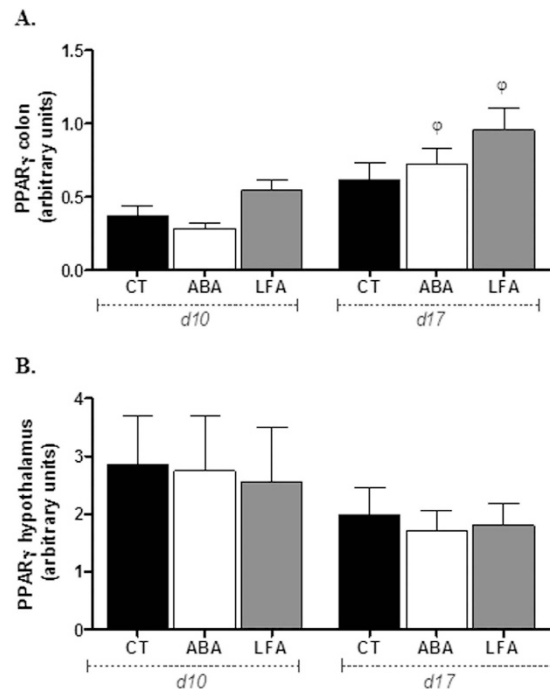 A.
PPARγ colon
(arbitrary units)
1.5
1.0
0.5
0.0
φ
φ
CT ABA LFA CT ABA LFA
d10 d17
B.
PPARγ hypothalamus
(arbitrary units)
4
3
2
1
0
CT ABA LFA CT ABA LFA
d10 d17